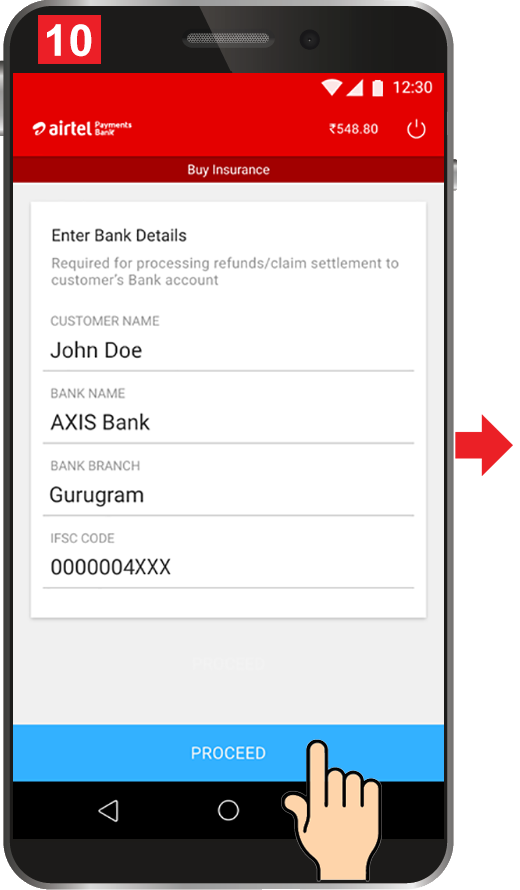 10
12:30
airtel Payments Bank
₹548.80
Buy Insurance
Enter Bank Details
Required for processing refunds/claim settlement to
customer's Bank account
CUSTOMER NAME
John Doe
BANK NAME
AXIS Bank
BANK BRANCH
Gurugram
IFSC CODE
0000004XXX
PROCEED
PROCEED